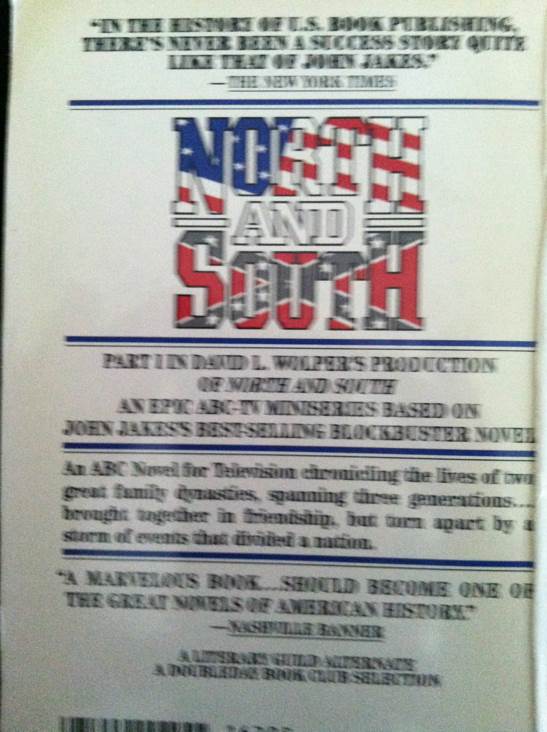 "IN THE HISTORY OF U.S. BOOK PUBLISHING,
THERE'S NEVER BEEN A SUCCESS STORY QUITE
LIKE THAT OF JOHN JAKES."
—THE NEW YORK TIMES
NORTH
AND
SOUTH
PART I IN DAVID L. WOLPER'S PRODUCTION
OF NORTH AND SOUTH
AN EPIC ABC-TV MINISERIES BASED ON
JOHN JAKES'S BEST-SELLING BLOCKBUSTER NOVEL
An ABC Novel for Television chronicling the lives of two
great family dynasties, spanning three generations....
brought together in friendship, but torn apart by a
storm of events that divided a nation.
"A MARVELOUS BOOK...SHOULD BECOME ONE OF
THE GREAT NOVELS OF AMERICAN HISTORY."
—NASHVILLE BANNER
A LITERARY GUILD ALTERNATE
A DOUBLEDAY BOOK CLUB SELECTION